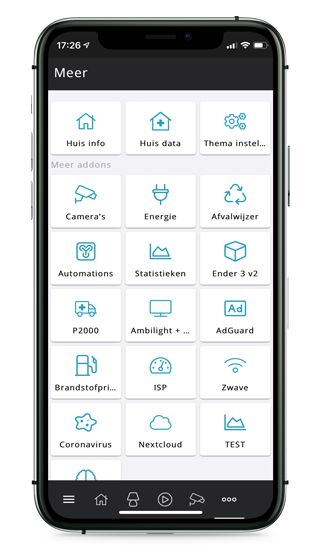 17:26
Meer
Huis info
Huis data
Thema instel...
Meer addons
Camera's
Energie
Afvalwijzer
Automations
Statistieken
Ender 3 v2
P2000
Ambilight + ...
Ad
AdGuard
Brandstofpri...
ISP
Zwave
Coronavirus
Nextcloud
TEST